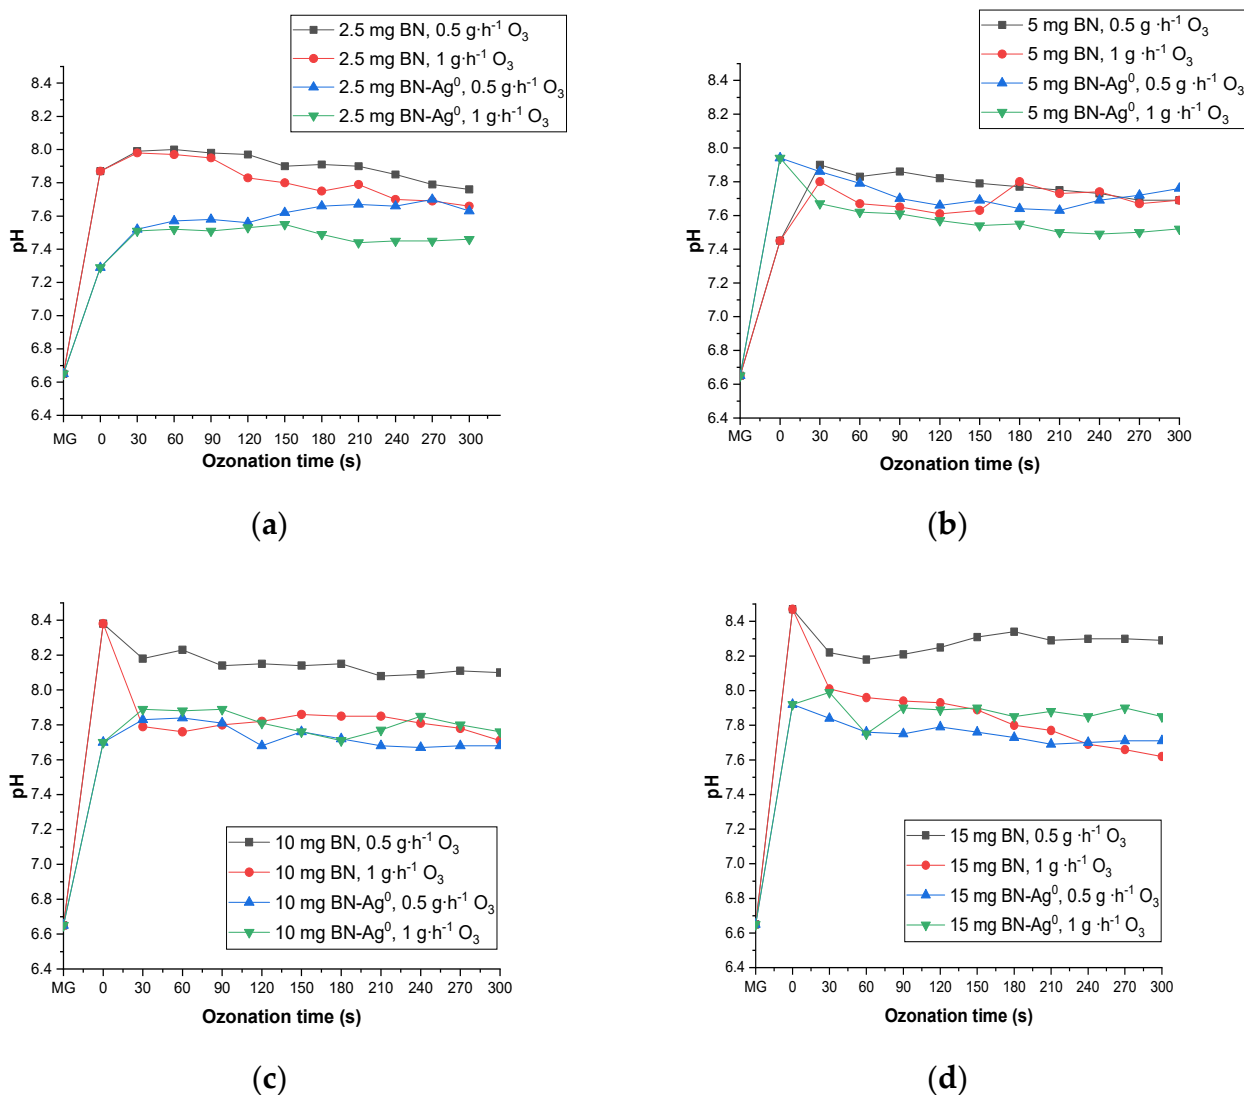 2.5 mg BN, 0.5 g·h⁻¹ O₃
2.5 mg BN, 1 g·h⁻¹ O₃
2.5 mg BN-Ag⁰, 0.5 g·h⁻¹ O₃
2.5 mg BN-Ag⁰, 1 g·h⁻¹ O₃
8.4
8.2
8.0
7.8
7.6
7.4
7.2
7.0
6.8
6.6
6.4
pH
MG 0 30 60 90 120 150 180 210 240 270 300
Ozonation time (s)
(a)
5 mg BN, 0.5 g ·h⁻¹ O₃
5 mg BN, 1 g ·h⁻¹ O₃
5 mg BN-Ag⁰, 0.5 g ·h⁻¹ O₃
5 mg BN-Ag⁰, 1 g ·h⁻¹ O₃
8.4
8.2
8.0
7.8
7.6
7.4
7.2
7.0
6.8
6.6
6.4
pH
MG 0 30 60 90 120 150 180 210 240 270 300
Ozonation time (s)
(b)
8.4
8.2
8.0
7.8
7.6
7.4
7.2
7.0
6.8
6.6
6.4
pH
10 mg BN, 0.5 g·h⁻¹ O₃
10 mg BN, 1 g·h⁻¹ O₃
10 mg BN-Ag⁰, 0.5 g·h⁻¹ O₃
10 mg BN-Ag⁰, 1 g·h⁻¹ O₃
MG 0 30 60 90 120 150 180 210 240 270 300
Ozonation time (s)
(c)
8.4
8.2
8.0
7.8
7.6
7.4
7.2
7.0
6.8
6.6
6.4
pH
15 mg BN, 0.5 g·h⁻¹ O₃
15 mg BN, 1 g·h⁻¹ O₃
15 mg BN-Ag⁰, 0.5 g·h⁻¹ O₃
15 mg BN-Ag⁰, 1 g·h⁻¹ O₃
MG 0 30 60 90 120 150 180 210 240 270 300
Ozonation time (s)
(d)